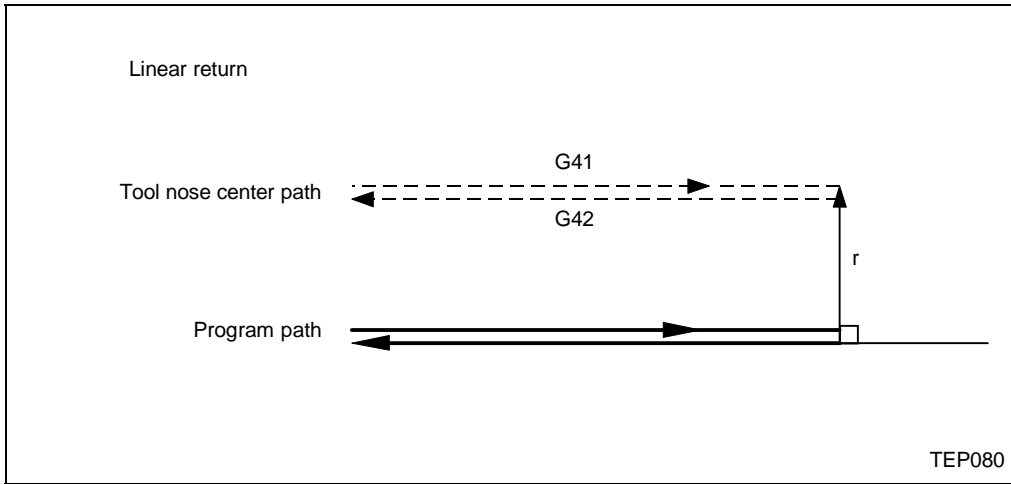 Linear return
G41
Tool nose center path
G42
r
Program path
TEP080